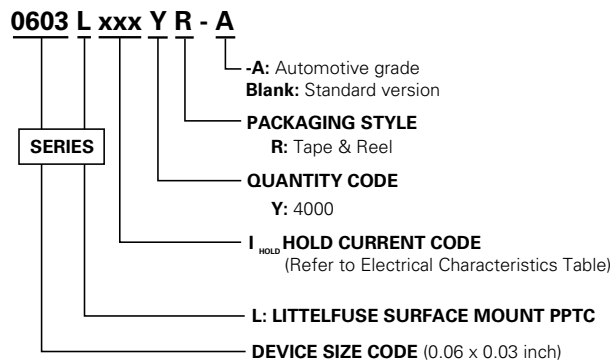 0603 L xxx Y R - A
-A: Automotive grade
Blank: Standard version
PACKAGING STYLE
R: Tape & Reel
SERIES
QUANTITY CODE
Y: 4000
I HOLD HOLD CURRENT CODE
(Refer to Electrical Characteristics Table)
L: LITTELFUSE SURFACE MOUNT PPTC
DEVICE SIZE CODE (0.06 x 0.03 inch)